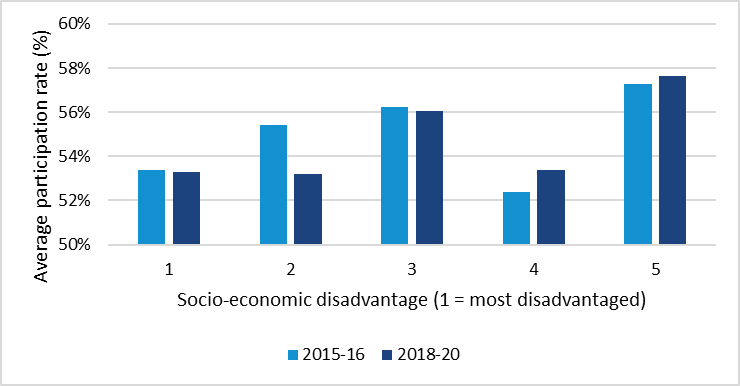 60%
58%
56%
54%
52%
50%
Average participation rate (%)
1 2 3 4 5
Socio-economic disadvantage (1 = most disadvantaged)
2015-16 2018-20